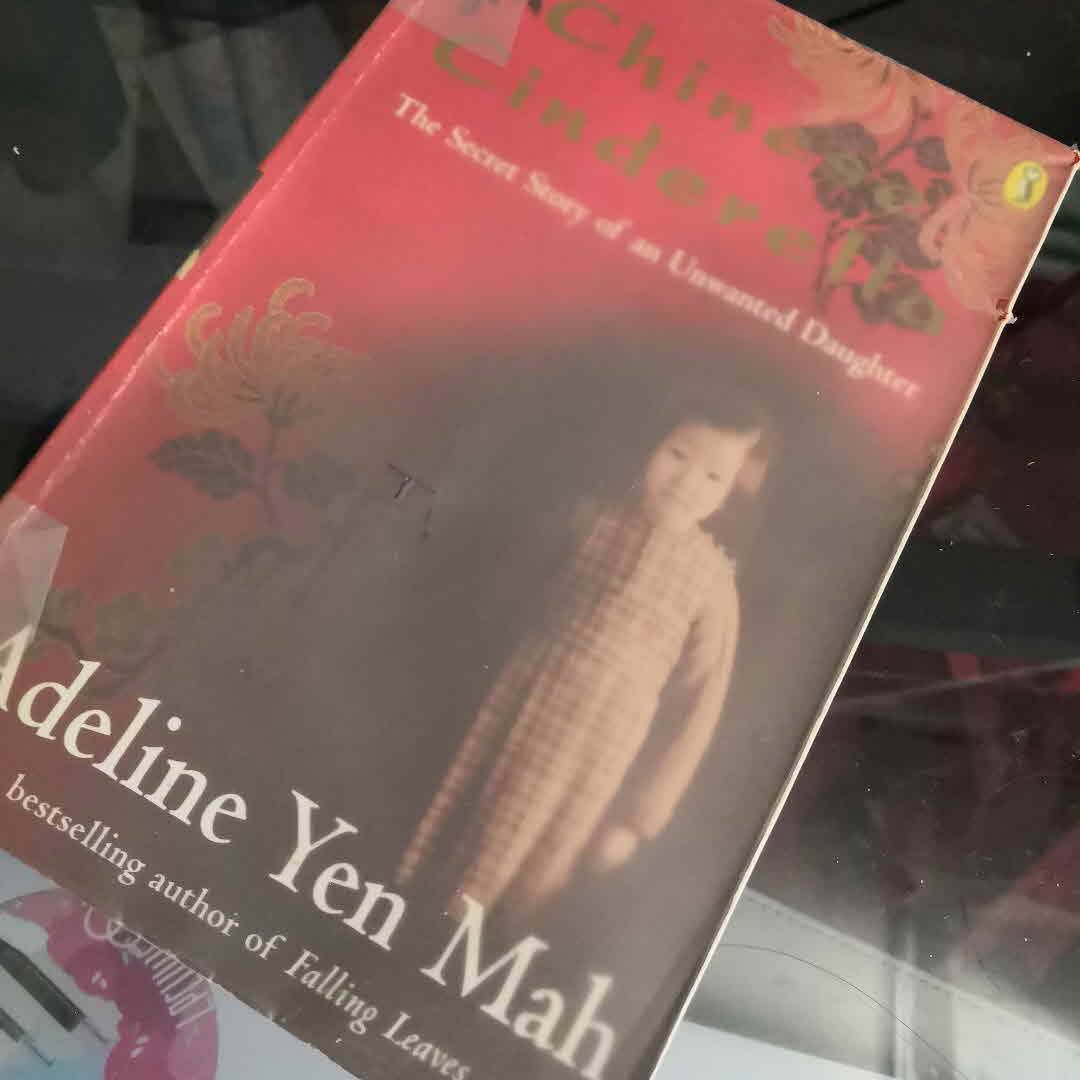 Chinese
Cinderella
The Secret Story of an Unwanted Daughter
Adeline Yen Mah
bestselling author of Falling Leaves